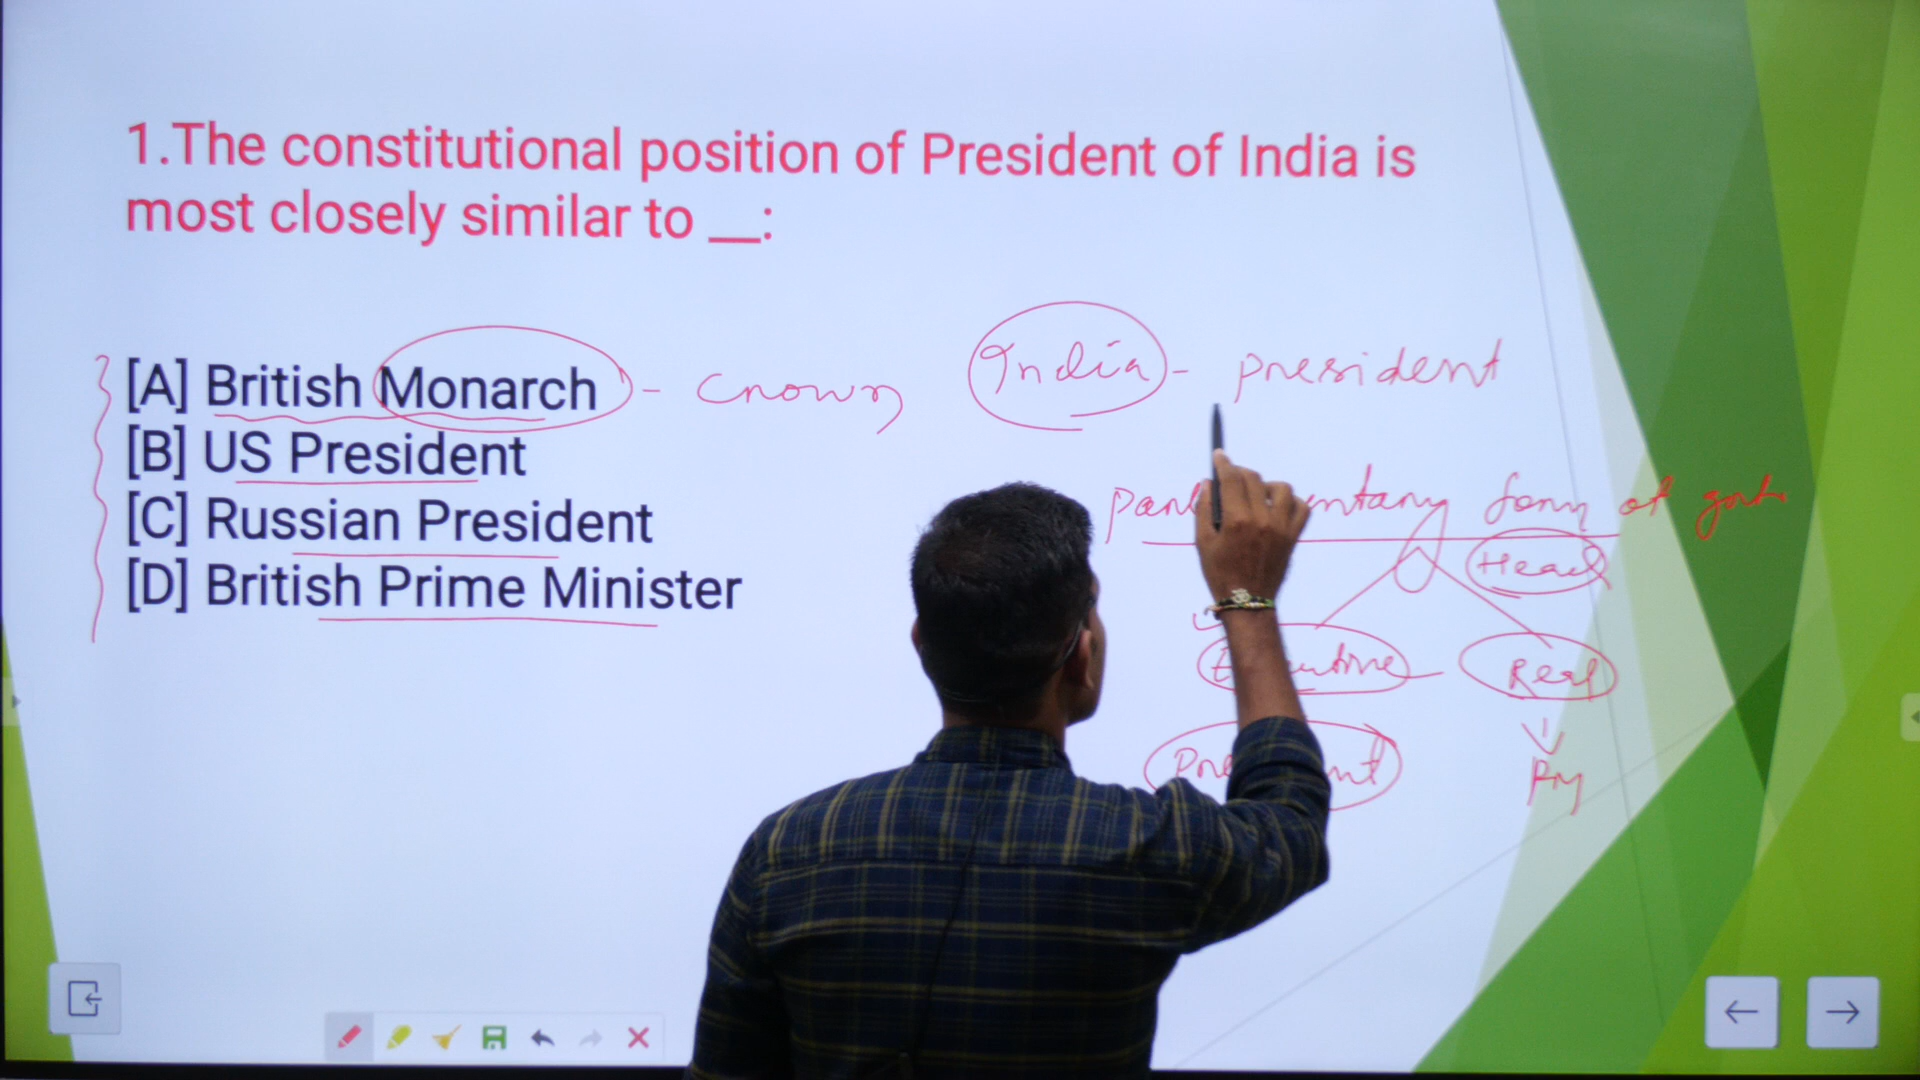 1.The constitutional position of President of India is
most closely similar to __:
[A] British Monarch - Crown
[B] US President
[C] Russian President
[D] British Prime Minister
India - president
form of govt.
Head
Real
PM